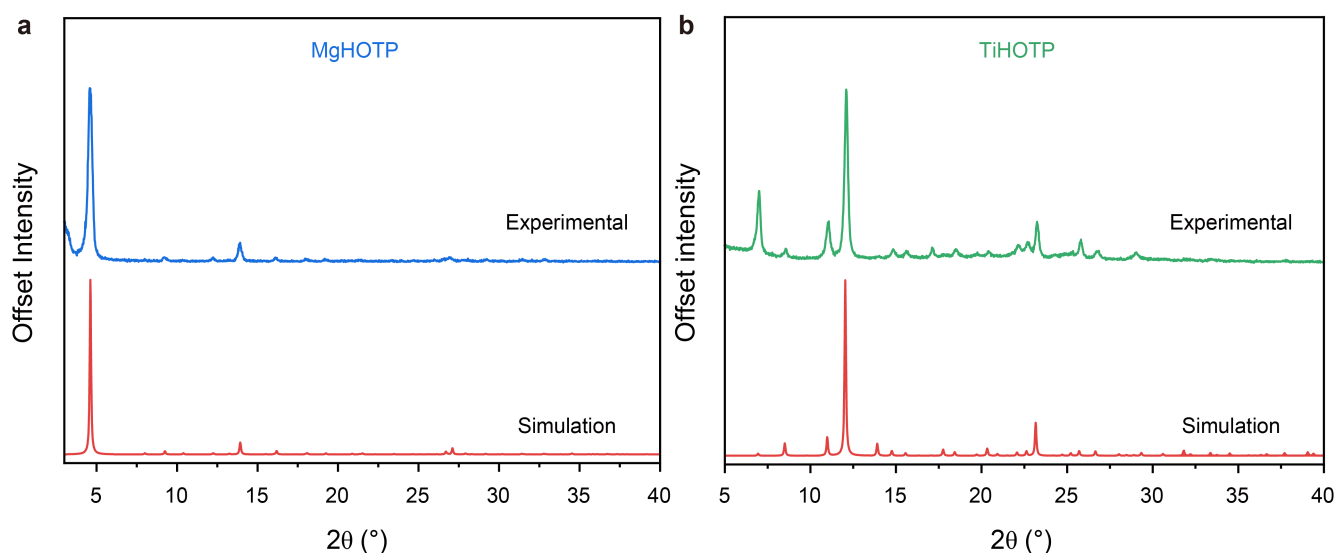 a
MgHOTP
Offset Intensity
Experimental
Simulation
5 10 15 20 25 30 35 40
2θ (°)
b
TiHOTP
Offset intensity
Experimental
Simulation
5 10 15 20 25 30 35 40
2θ (°)